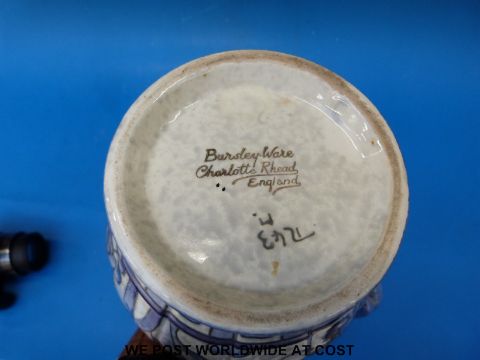 Bursley-Ware
Charlotte Rhead
England
WE POST WORLDWIDE AT COST